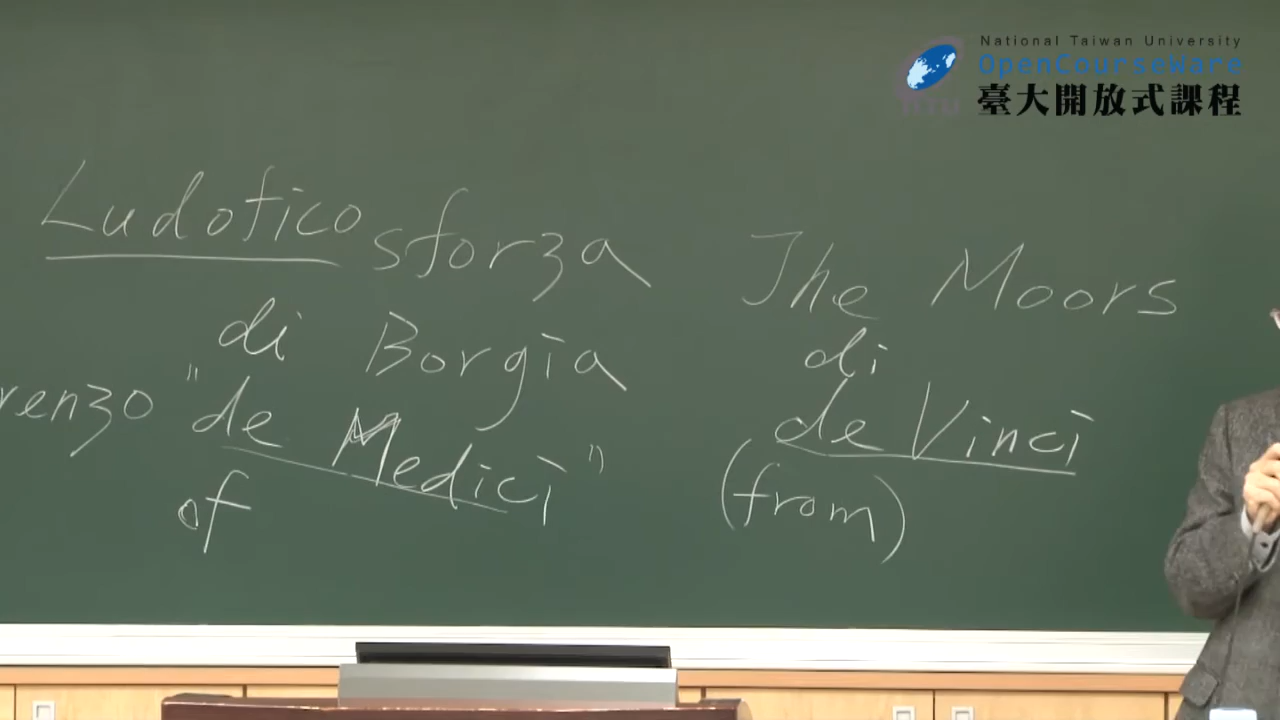 National Taiwan University
OpenCourseWare
臺大開放式課程
Ludofico sforza
di Borgia
renzo "de Medici"
of
The Moors
di
de Vinci
(from)